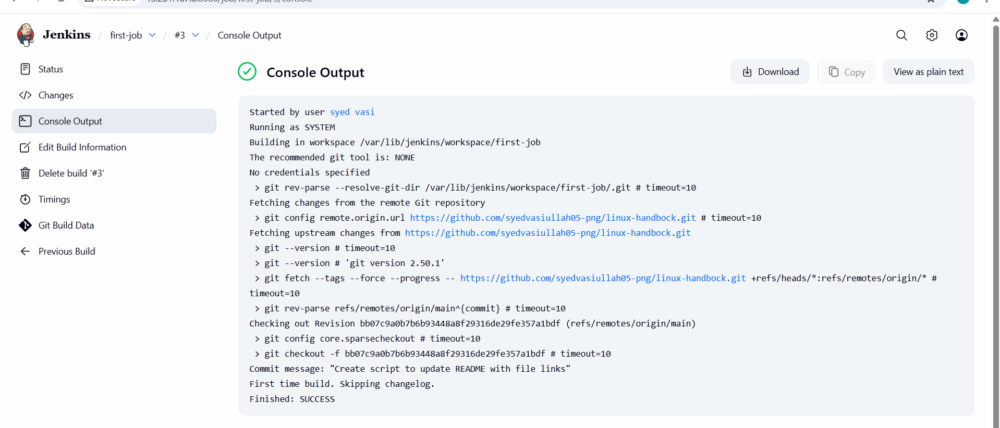 Jenkins / first-job / #3 / Console Output
Status
Changes
Console Output
Edit Build Information
Delete build ‘#3’
Timings
Git Build Data
Previous Build
Console Output
Download
Copy
View as plain text
Started by user syed vasi
Running as SYSTEM
Building in workspace /var/lib/jenkins/workspace/first-job
The recommended git tool is: NONE
No credentials specified
> git rev-parse --resolve-git-dir /var/lib/jenkins/workspace/first-job/.git # timeout=10
Fetching changes from the remote Git repository
> git config remote.origin.url https://github.com/syedvasiullah05-png/linux-handbock.git # timeout=10
Fetching upstream changes from https://github.com/syedvasiullah05-png/linux-handbock.git
> git --version # timeout=10
> git --version # 'git version 2.50.1'
> git fetch --tags --force --progress -- https://github.com/syedvasiullah05-png/linux-handbock.git +refs/heads/*:refs/remotes/origin/* #
timeout=10
> git rev-parse refs/remotes/origin/main^{commit} # timeout=10
Checking out Revision bb07c9a0b7b6b93448a8f29316de29fe357a1bdf (refs/remotes/origin/main)
> git config core.sparsecheckout # timeout=10
> git checkout -f bb07c9a0b7b6b93448a8f29316de29fe357a1bdf # timeout=10
Commit message: "Create script to update README with file links"
First time build. Skipping changelog.
Finished: SUCCESS